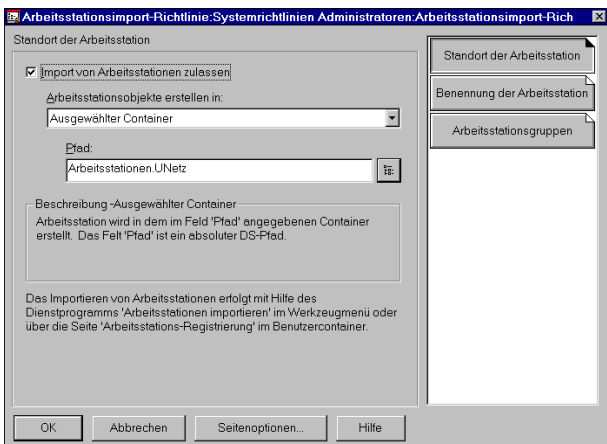 Arbeitsstationsimport-Richtlinie:Systemrichtlinien Administratoren:Arbeitsstationsimport-Rich
Standort der Arbeitsstation
Import von Arbeitsstationen zulassen
Arbeitsstationsobjekte erstellen in:
Ausgewählter Container
Pfad:
Arbeitsstationen.UNetz
Beschreibung -Ausgewählter Container
Arbeitsstation wird in dem im Feld 'Pfad' angegebenen Container
erstellt. Das Felt 'Pfad' ist ein absoluter DS-Pfad.
Das Importieren von Arbeitsstationen erfolgt mit Hilfe des
Dienstprogramms 'Arbeitsstationen importieren' im Werkzeugmenü oder
über die Seite 'Arbeitsstations-Registrierung' im Benutzercontainer.
Standort der Arbeitsstation
Benennung der Arbeitsstation
Arbeitsstationsgruppen
OK
Abbrechen
Seitenoptionen...
Hilfe